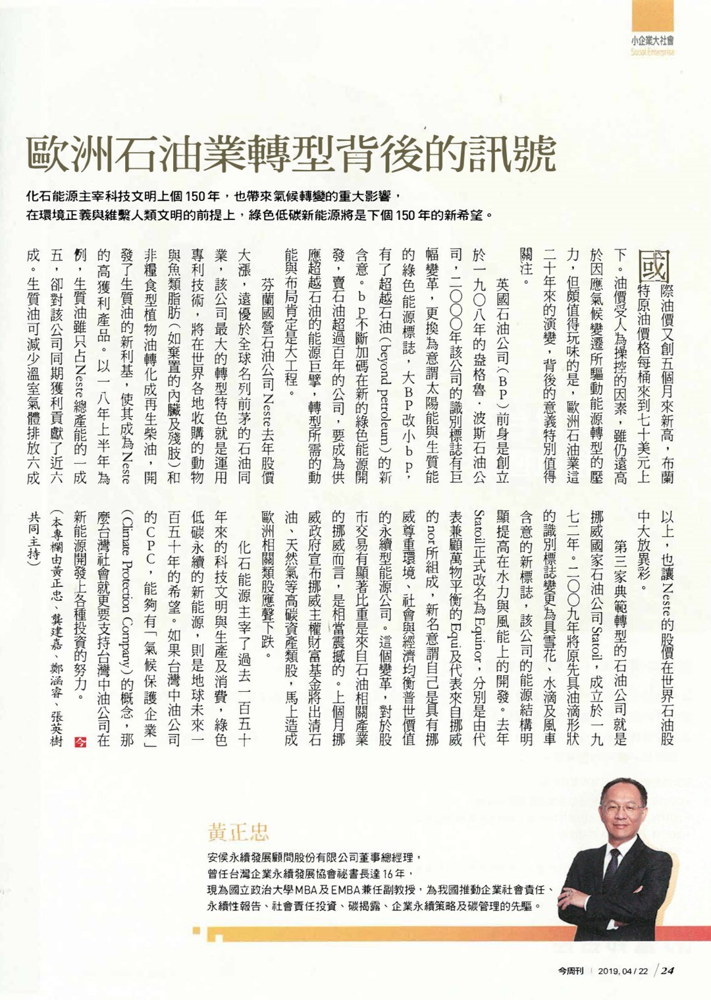 小企業大社會
Social Enterprise
歐洲石油業轉型背後的訊號
化石能源主宰科技文明上個150年，也帶來氣候轉變的重大影響，
在環境正義與維繫人類文明的前提上，綠色低碳新能源將是下個150年的新希望。
國際油價又創五個月來新高，布蘭
特原油價格每桶來到七十美元上
下。油價受人為操控的因素，雖仍遠高
於因應氣候變遷所驅動能源轉型的壓
力，但頗值得玩味的是，歐洲石油業這
二十年來的演變，背後的意義特別值得
關注。
英國石油公司（BP）前身是創立
於一九〇八年的盎格魯．波斯石油公
司，二〇〇〇年該公司的識別標誌有巨
幅變革，更換為意謂太陽能與生質能
的綠色能源標誌，大BP改小bp，
有了超越石油（beyond petroleum）的新
含意。bp不斷加碼在新的綠色能源開
發，賣石油超過百年的公司，要成為供
應超越石油的能源巨擘，轉型所需的動
能與布局肯定是大工程。
芬蘭國營石油公司Neste去年股價
大漲，遠優於全球名列前茅的石油同
業，該公司最大的轉型特色就是運用
專利技術，將在世界各地收購的動物
與魚類脂肪（如棄置的內臟及殘肢）和
非糧食型植物油轉化成再生柴油，開
發了生質油的新利基，使其成為Neste
的高獲利產品。以一八年上半年為
例，生質油雖只占Neste總產能的一成
五，卻對該公司同期獲利貢獻了近六
成。生質油可減少溫室氣體排放六成
以上，也讓Neste的股價在世界石油股
中大放異彩。
第三家典範轉型的石油公司就是
挪威國家石油公司Statoil，成立於一九
七二年。二〇〇九年將原先具油滴形狀
的識別標誌變更為具雪花、水滴及風車
含意的新標誌，該公司的能源結構明
顯提高在水力與風能上的開發。去年
Statoil正式改名為Equinor，分別是由代
表兼顧萬物平衡的Equi及代表來自挪威
的nor所組成，新名意謂自己是具有挪
威尊重環境、社會與經濟均衡普世價值
的永續型能源公司。這個變革，對於股
市交易有顯著比重是來自石油相關產業
的挪威而言，是相當震撼的。上個月挪
威政府宣布挪威主權財富基金將出清石
油、天然氣等高碳資產類股，馬上造成
歐洲相關類股應聲下跌。
化石能源主宰了過去一百五十
年來的科技文明與生產及消費，綠色
低碳永續的新能源，則是地球未來一
百五十年的希望。如果台灣中油公司
的CPC，能夠有「氣候保護企業」
（Climate Protection Company）的概念，那
麼台灣社會就更要支持台灣中油公司在
新能源開發上各種投資的努力。 今
（本專欄由黃正忠、龔建嘉、鄭涵睿、張英樹
共同主持）
黃正忠
安侯永續發展顧問股份有限公司董事總經理，
曾任台灣企業永續發展協會祕書長達16年，
現為國立政治大學MBA及EMBA兼任副教授，為我國推動企業社會責任、
永續性報告、社會責任投資、碳揭露、企業永續策略及碳管理的先驅。
今周刊 | 2019, 04 / 22 / 24